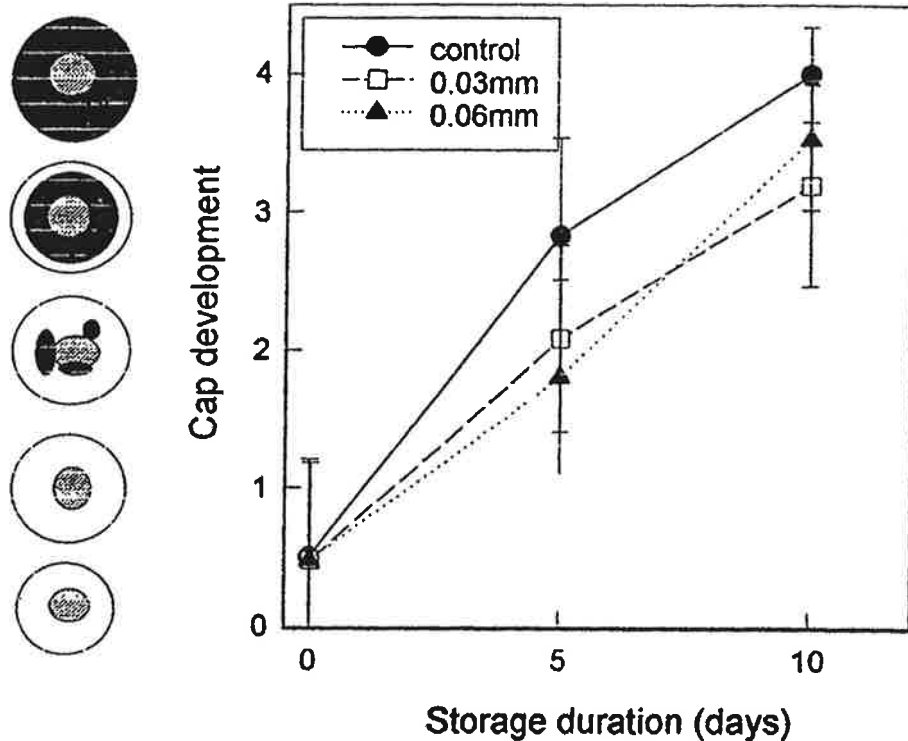 control
0.03mm
0.06mm
4
3
2
1
0
Cap development
0
5
10
Storage duration (days)